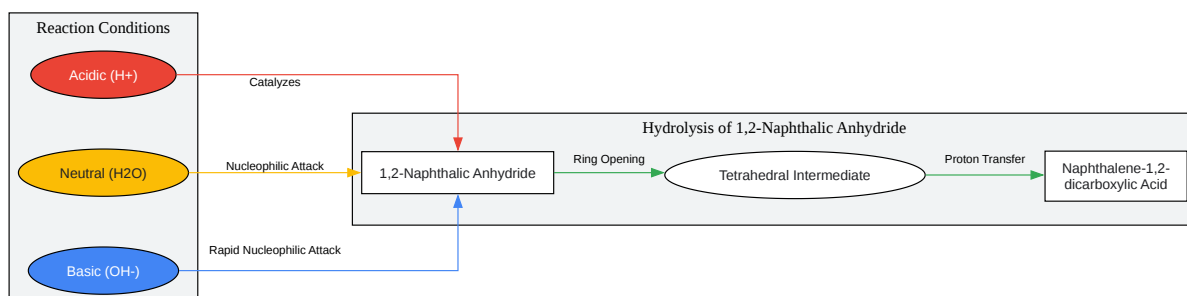 Reaction Conditions
Acidic (H+)
Catalyzes
Hydrolysis of 1,2-Naphthalic Anhydride
Neutral (H2O)
Nucleophilic Attack
1,2-Naphthalic Anhydride
Ring Opening
Tetrahedral Intermediate
Proton Transfer
Naphthalene-1,2-
dicarboxylic Acid
Basic (OH-)
Rapid Nucleophilic Attack